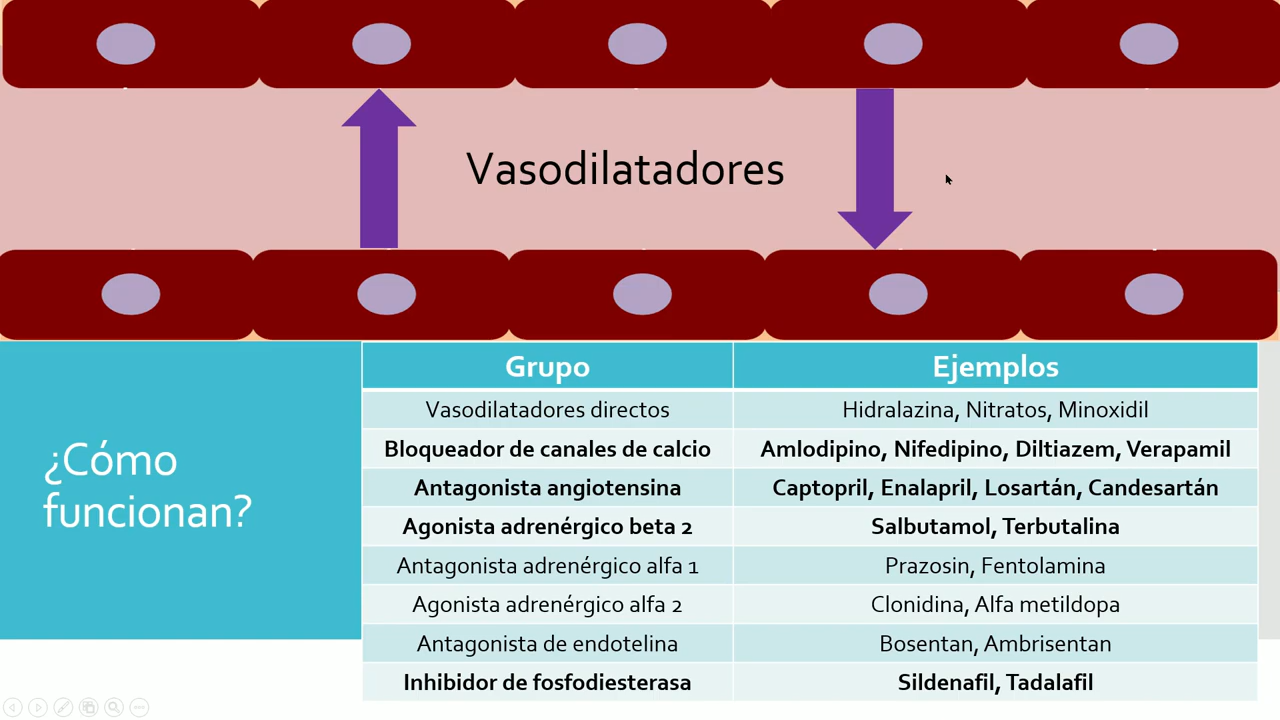 Vasodilatadores
¿Cómo
funcionan?
Grupo Ejemplos
Vasodilatadores directos Hidralazina, Nitratos, Minoxidil
Bloqueador de canales de calcio Amlodipino, Nifedipino, Diltiazem, Verapamil
Antagonista angiotensina Captopril, Enalapril, Losartán, Candesartán
Agonista adrenérgico beta 2 Salbutamol, Terbutalina
Antagonista adrenérgico alfa 1 Prazosin, Fentolamina
Agonista adrenérgico alfa 2 Clonidina, Alfa metildopa
Antagonista de endotelina Bosentan, Ambrisentan
Inhibidor de fosfodiesterasa Sildenafil, Tadalafil